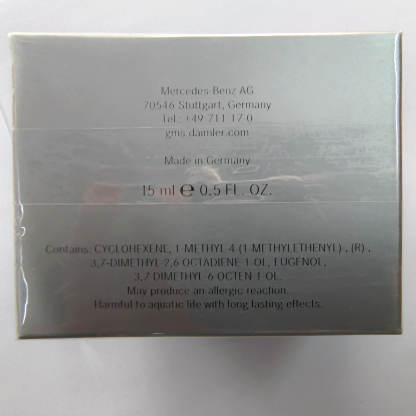 Mercedes-Benz AG
70546 Stuttgart, Germany
Tel.: +49 711 17 0
gms.daimler.com
Made in Germany
15 ml ℮ 0,5 FL. OZ.
Contains: CYCLOHEXENE, 1 METHYL 4 (1 METHYLETHENYL)-, (R)-,
3,7-DIMETHYL-2,6 OCTADIENE-1-OL, EUGENOL,
3,7 DIMETHYL-6-OCTEN-1-OL.
May produce an allergic reaction.
Harmful to aquatic life with long lasting effects.